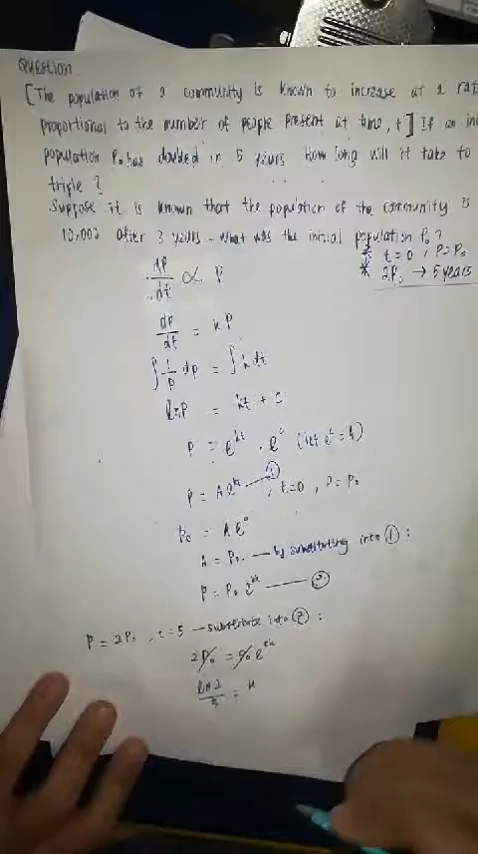 Question
[The population of a community is known to increase at a rat
proportional to the number of people present at time, t] If an in
population P₀ has doubled in 5 years how long will it take to
triple ?
Suppose it is known that the population of the community is
10,000 after 3 years . what was the initial population P₀ ?
* t = 0 , P = P₀
* 2P₀ → 5 years
dP/dt ∝ P
dP/dt = kP
∫ 1/P dp = ∫ k dt
ln P = kt + c
P = e^kt . e^c (let e^c = A)
P = A e^kt — ① , t = 0 , P = P₀
P₀ = A e^0
A = P₀ — by substituting into ① :
P = P₀ e^kt — ②
P = 2P₀ , t = 5 — substitute into ② :
2P₀ = P₀ e^5k
ln 2/5 = k